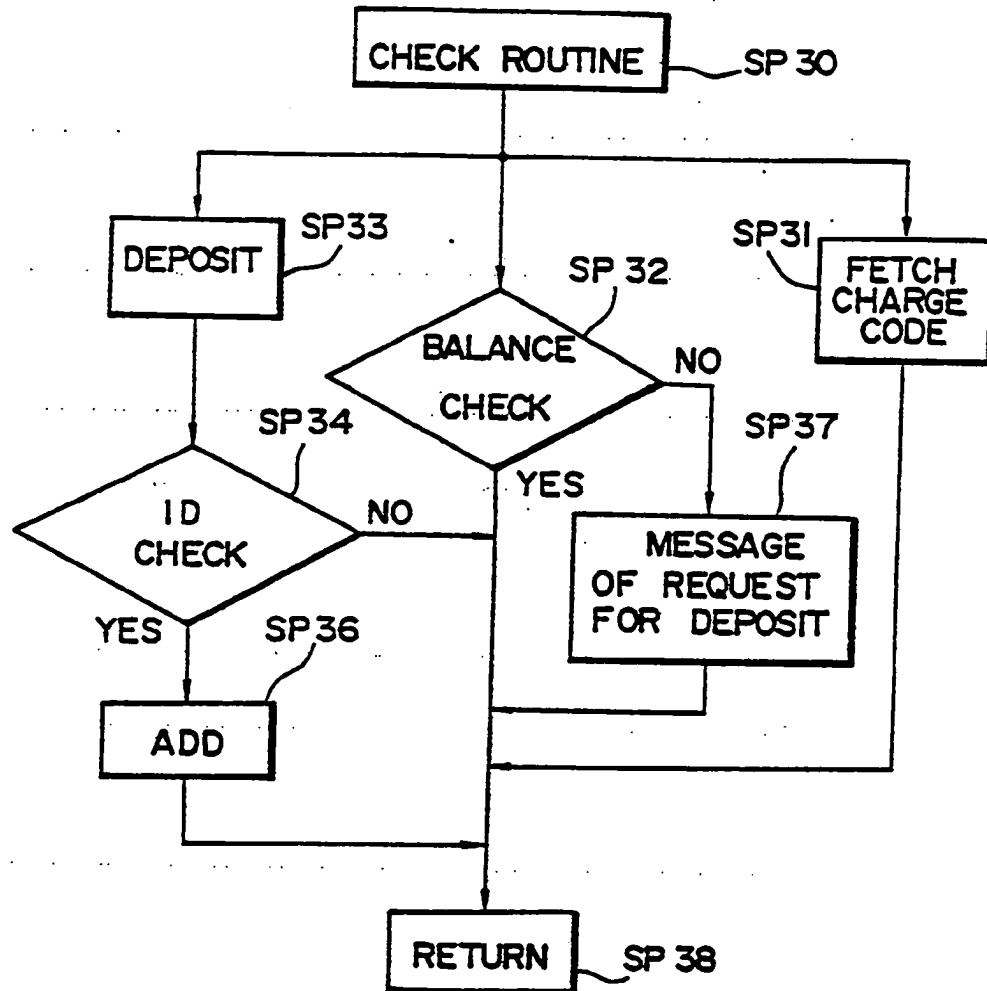 CHECK ROUTINE
SP 30
DEPOSIT
SP33
SP 32
SP31
FETCH
CHARGE
CODE
BALANCE
CHECK
NO
YES
SP34
ID
CHECK
NO
YES
SP37
MESSAGE
OF REQUEST
FOR DEPOSIT
SP36
ADD
RETURN
SP 38